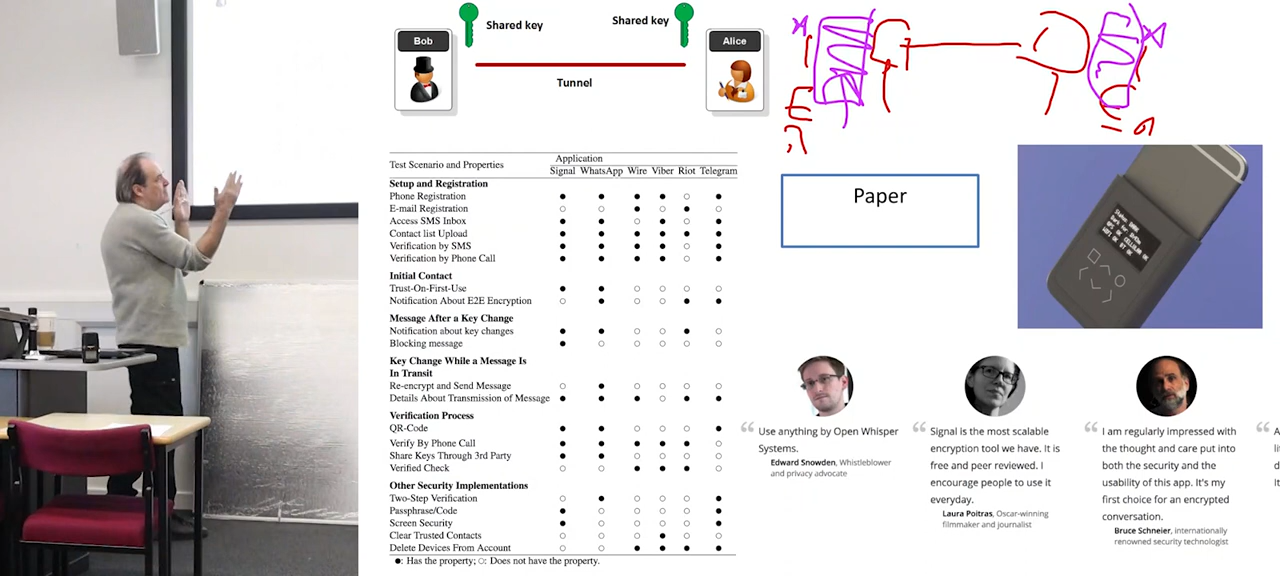 Shared key
Shared key
Bob
Alice
Tunnel
Test Scenario and Properties
Application
Signal WhatsApp Wire Viber Riot Telegram
Setup and Registration
Phone Registration ● ● ● ● ○ ●
E-mail Registration ○ ○ ● ○ ● ○
Access SMS Inbox ● ● ○ ● ○ ●
Contact list Upload ● ● ● ● ● ●
Verification by SMS ● ● ● ● ○ ●
Verification by Phone Call ● ● ● ● ○ ●
Initial Contact
Trust-On-First-Use ● ● ○ ○ ○ ○
Notification About E2E Encryption ○ ● ○ ○ ● ●
Message After a Key Change
Notification about key changes ● ● ○ ○ ● ○
Blocking message ● ○ ○ ○ ○ ○
Key Change While a Message Is
In Transit
Re-encrypt and Send Message ○ ● ○ ○ ○ ○
Details About Transmission of Message ● ● ● ○ ● ●
Verification Process
QR-Code ● ● ○ ○ ○ ●
Verify By Phone Call ● ● ● ● ● ○
Share Keys Through 3rd Party ● ● ○ ○ ○ ○
Verified Check ○ ○ ● ● ● ○
Other Security Implementations
Two-Step Verification ○ ● ○ ○ ○ ●
Passphrase/Code ● ○ ○ ○ ○ ●
Screen Security ● ○ ○ ○ ○ ●
Clear Trusted Contacts ○ ○ ○ ● ○ ○
Delete Devices From Account ○ ○ ● ● ● ●
●: Has the property; ○: Does not have the property.
Paper
Use anything by Open Whisper
Systems.
Edward Snowden, Whistleblower
and privacy advocate
Signal is the most scalable
encryption tool we have. It is
free and peer reviewed. I
encourage people to use it
everyday.
Laura Poitras, Oscar-winning
filmmaker and journalist
I am regularly impressed with
the thought and care put into
both the security and the
usability of this app. It's my
first choice for an encrypted
conversation.
Bruce Schneier, internationally
renowned security technologist